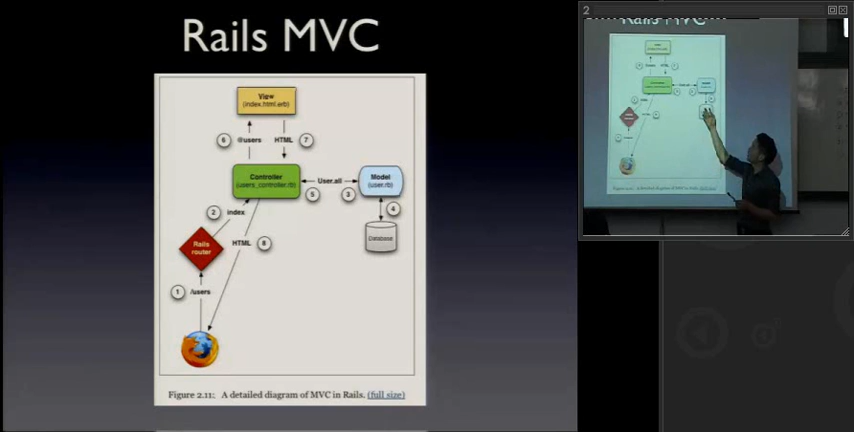 Rails MVC
View
(index.html.erb)
6 @users HTML 7
Controller
(users_controller.rb)
User.all
5 3
Model
(user.rb)
4
Database
2 index
Rails
router
HTML 8
1 /users
Figure 2.11: A detailed diagram of MVC in Rails. (full size)
2
Rails MVC